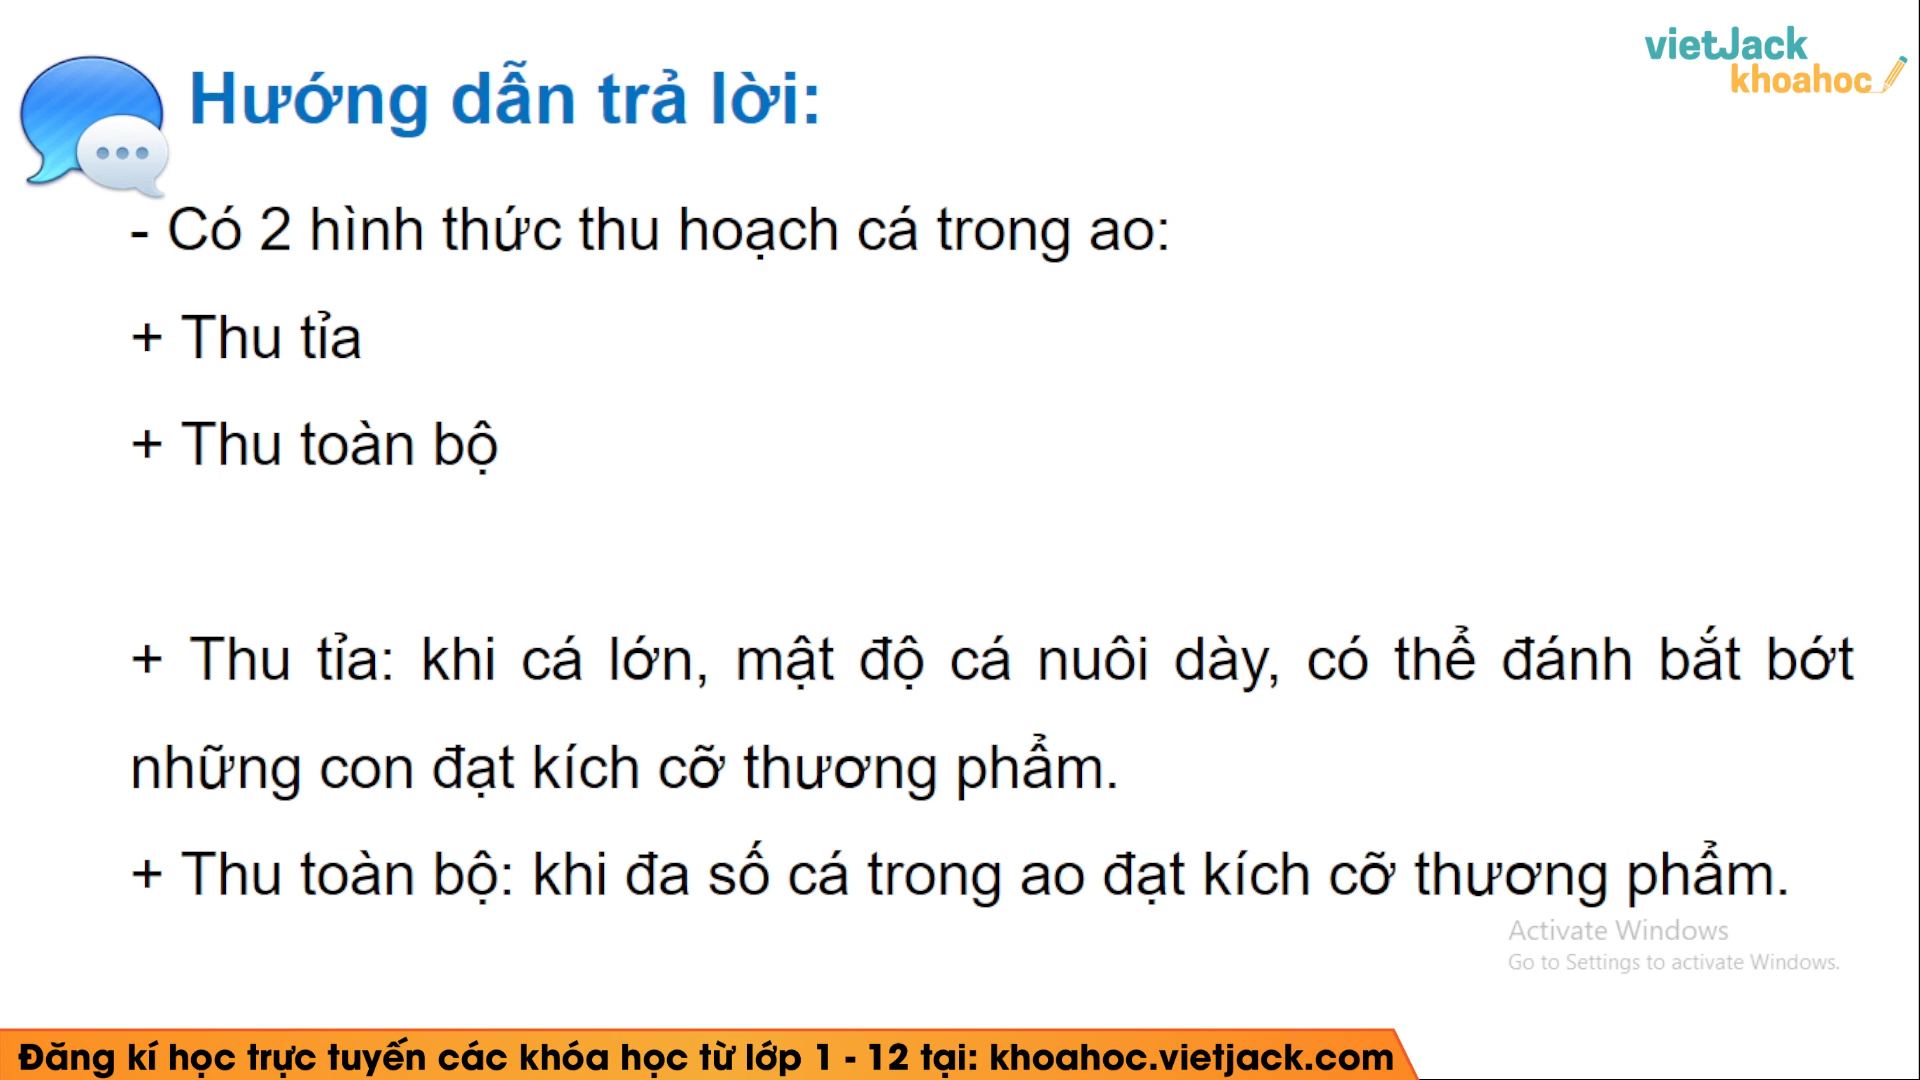 vietJack
khoahoc
Hướng dẫn trả lời:
- Có 2 hình thức thu hoạch cá trong ao:
+ Thu tỉa
+ Thu toàn bộ
+ Thu tỉa: khi cá lớn, mật độ cá nuôi dày, có thể đánh bắt bớt
những con đạt kích cỡ thương phẩm.
+ Thu toàn bộ: khi đa số cá trong ao đạt kích cỡ thương phẩm.
Activate Windows
Go to Settings to activate Windows.
Đăng kí học trực tuyến các khóa học từ lớp 1 - 12 tại: khoahoc.vietjack.com